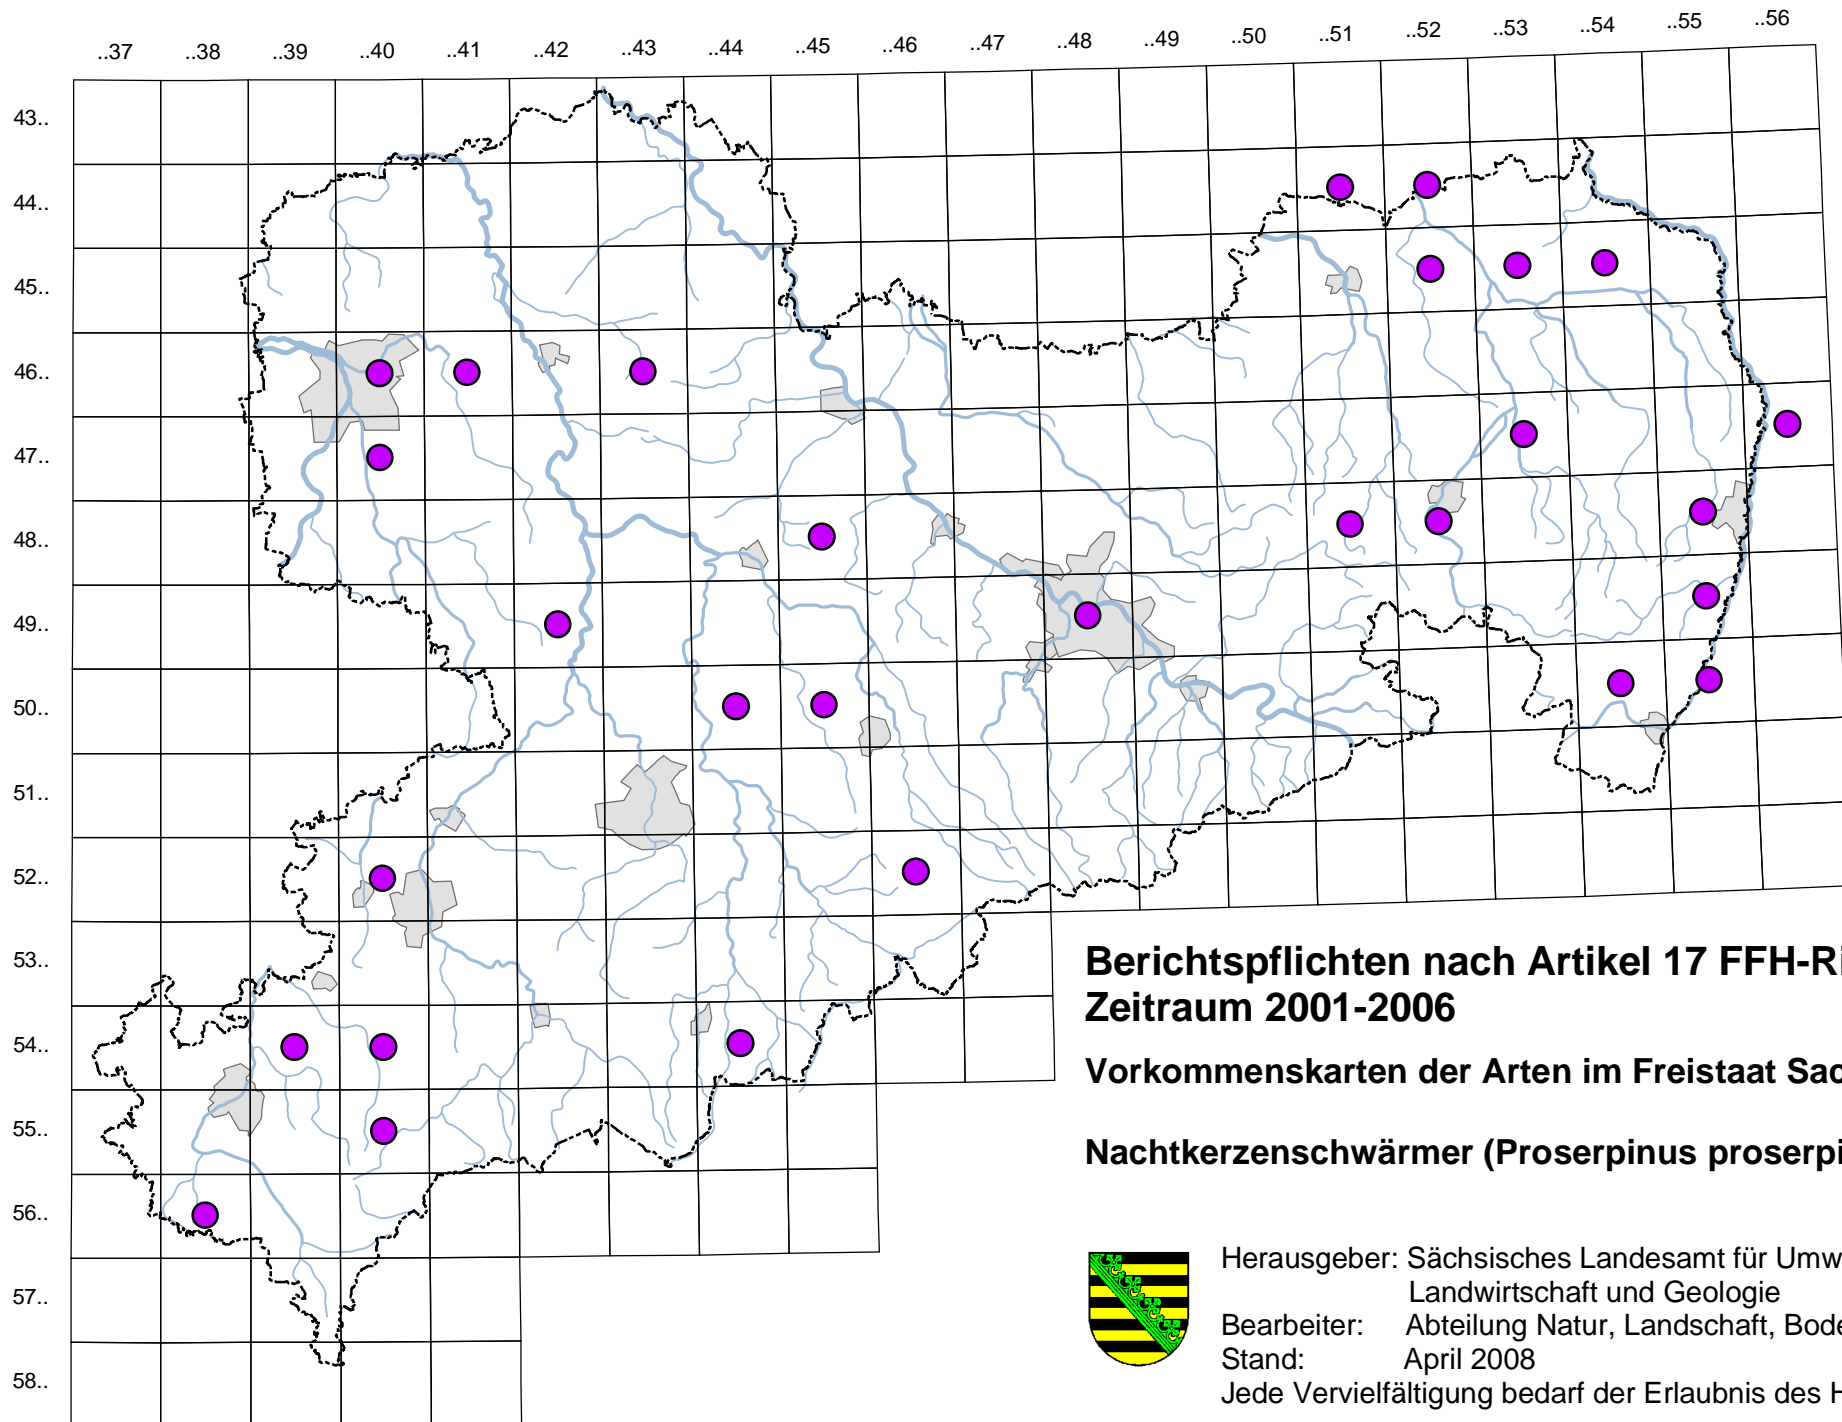 ..37 ..38 ..39 ..40 ..41 ..42 ..43 ..44 ..45 ..46 ..47 ..48 ..49 ..50 ..51 ..52 ..53 ..54 ..55 ..56
43..
44..
45..
46..
47..
48..
49..
50..
51..
52..
53..
54..
55..
56..
57..
58..
Berichtspflichten nach Artikel 17 FFH-Ri
Zeitraum 2001-2006
Vorkommenskarten der Arten im Freistaat Sac
Nachtkerzenschwärmer (Proserpinus proserpi
Herausgeber: Sächsisches Landesamt für Umw
Landwirtschaft und Geologie
Bearbeiter: Abteilung Natur, Landschaft, Bode
Stand: April 2008
Jede Vervielfältigung bedarf der Erlaubnis des H